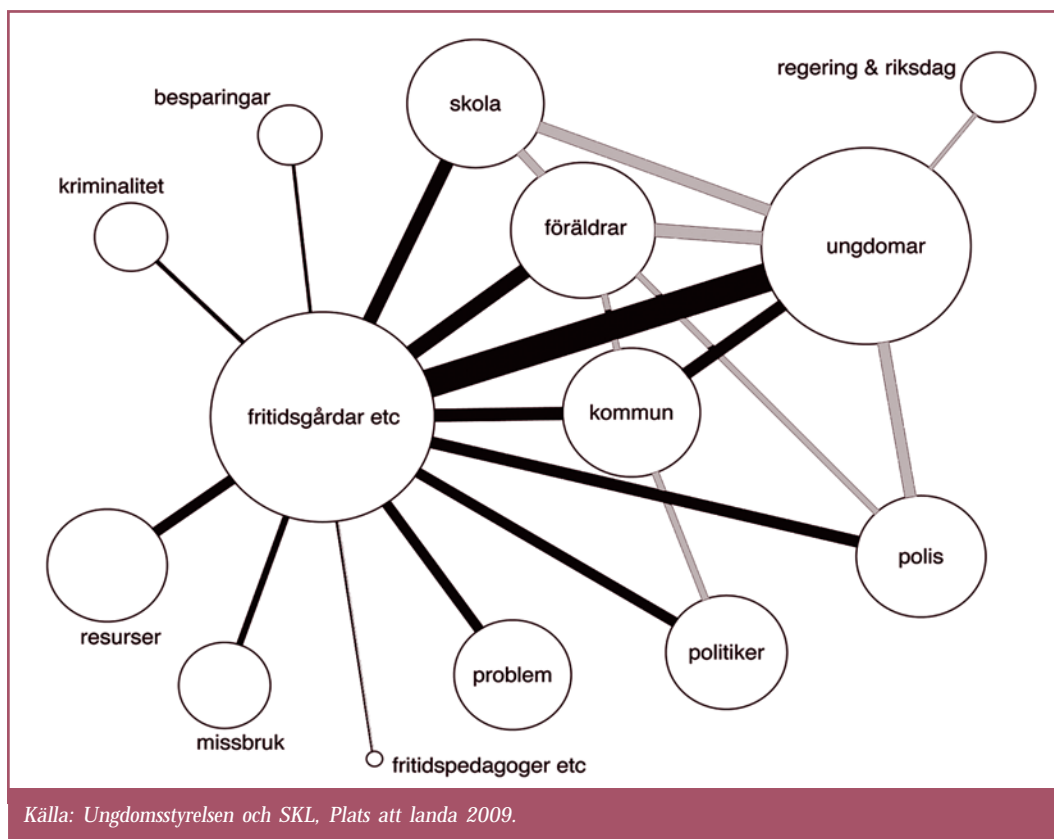 regering & riksdag
besparingar
skola
kriminalitet
föräldrar
ungdomar
fritidsgårdar etc
kommun
polis
resurser
politiker
problem
missbruk
fritidspedagoger etc
Källa: Ungdomsstyrelsen och SKL, Plats att landa 2009.